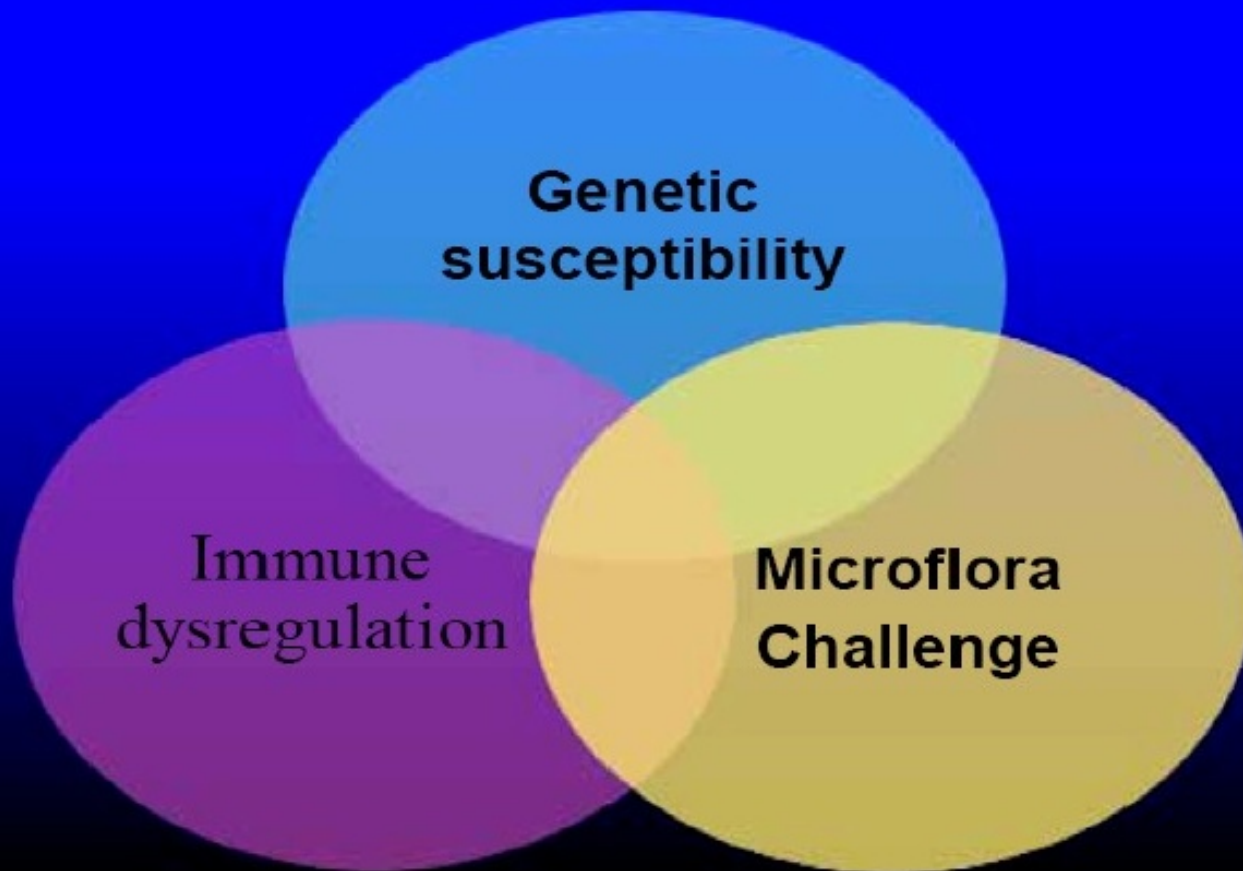 Genetic
susceptibility
Immune
dysregulation
Microflora
Challenge